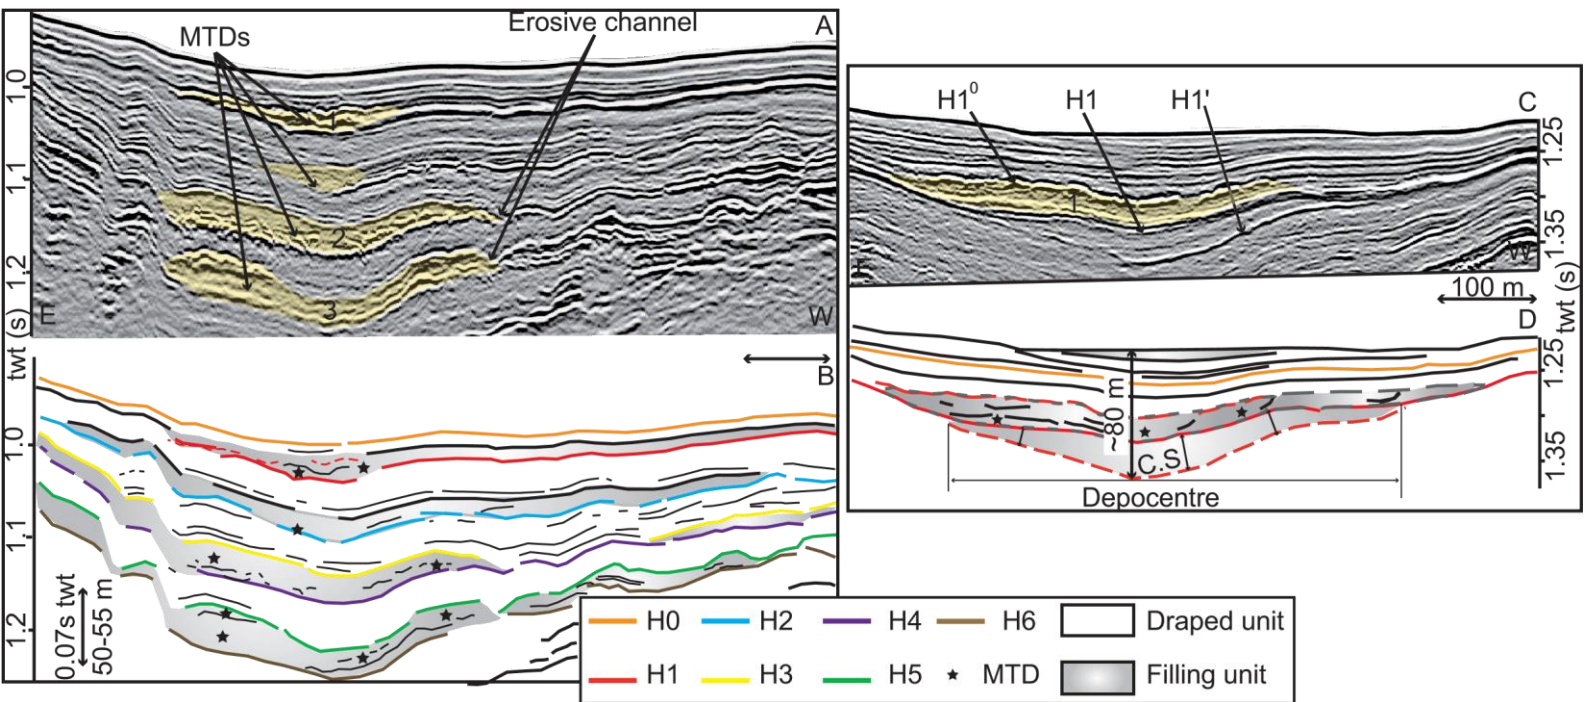 MTDs
Erosive channel
A
1.0
1.1
1.2
twt (s)
1
2
3
E
W
B
1.0
1.1
1.2
0.07s twt
50-55 m
H1⁰
H1
H1'
C
1.25
1.35
twt (s)
1
E
W
100 m
D
1.25
1.35
~80 m
C.S
Depocentre
H0 H2 H4 H6 Draped unit
H1 H3 H5 MTD Filling unit